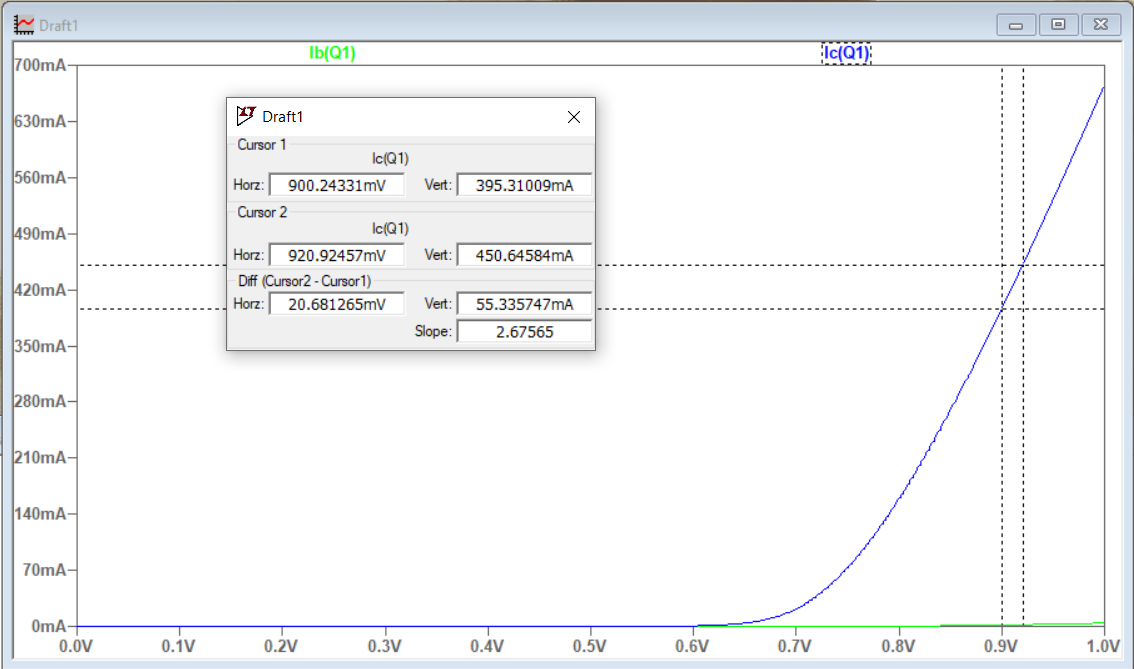 Draft1
Ib(Q1)
Ic(Q1)
700mA
630mA
560mA
490mA
420mA
350mA
280mA
210mA
140mA
70mA
0mA
Draft1
Cursor 1
Ic(Q1)
Horz: 900.24331mV Vert: 395.31009mA
Cursor 2
Ic(Q1)
Horz: 920.92457mV Vert: 450.64584mA
Diff (Cursor2 - Cursor1)
Horz: 20.681265mV Vert: 55.335747mA
Slope: 2.67565
0.0V 0.1V 0.2V 0.3V 0.4V 0.5V 0.6V 0.7V 0.8V 0.9V 1.0V